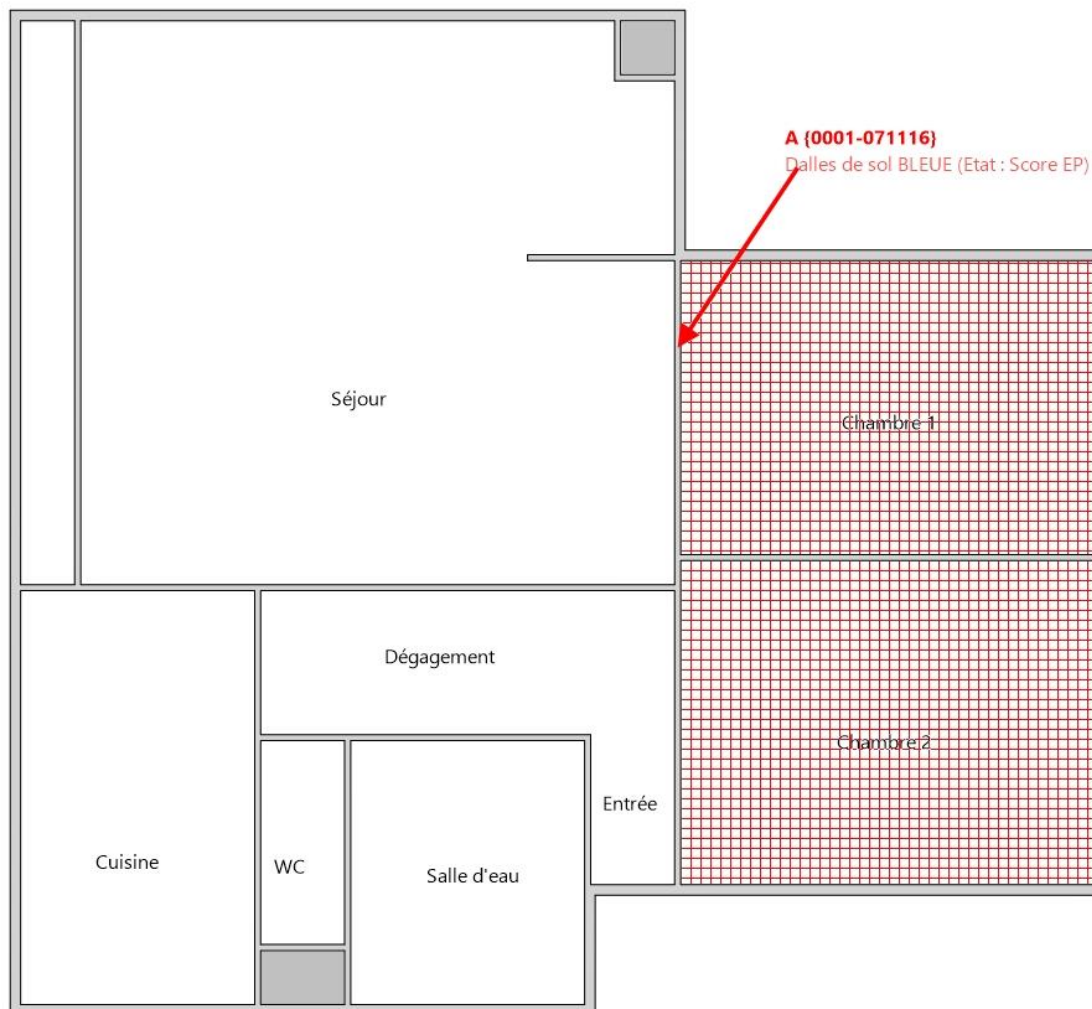 A {0001-071116}
Dalles de sol BLEUE (Etat : Score EP)
Séjour
Chambre 1
Dégagement
Chambre 2
Entrée
Cuisine
WC
Salle d'eau